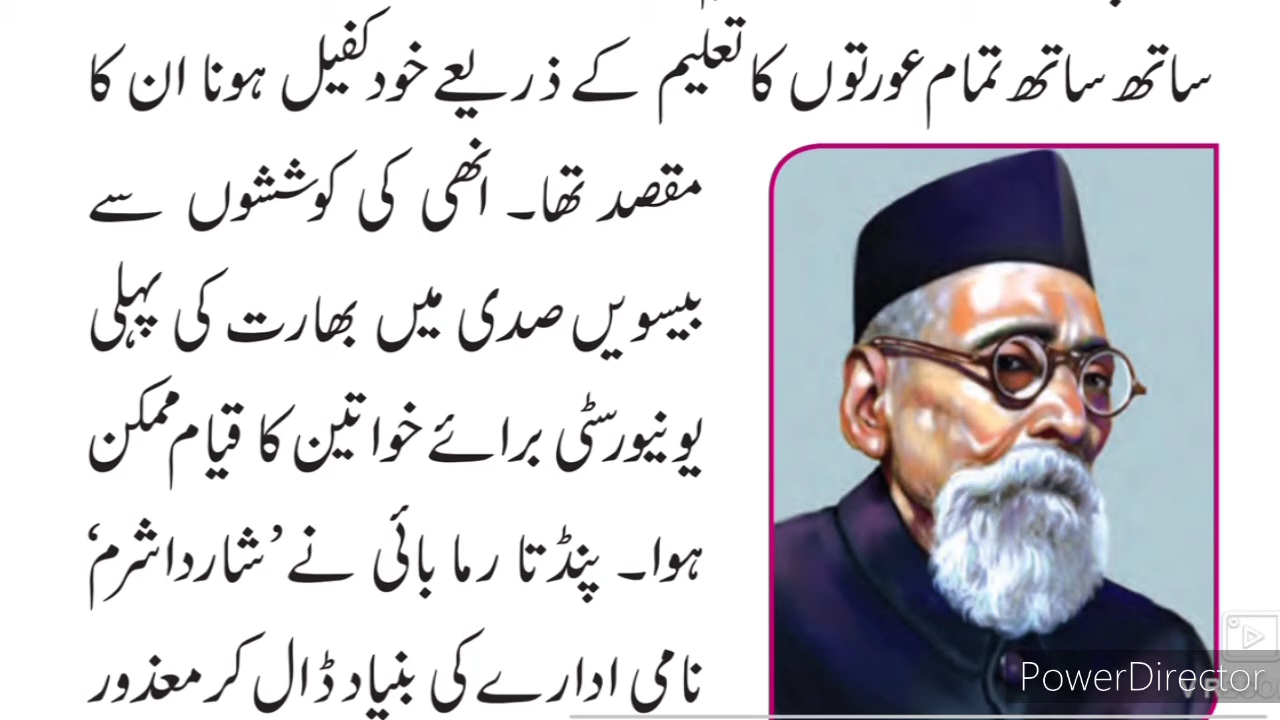 ساتھ ساتھ تمام عورتوں کا تعلیم کے ذریعے خود کفیل ہونا ان کا
مقصد تھا۔ انھی کی کوششوں سے
بیسویں صدی میں بھارت کی پہلی
یونیورسٹی برائے خواتین کا قیام ممکن
ہوا۔ پنڈتا رما بائی نے ’شارداشرم‘
نامی ادارے کی بنیاد ڈال کر معذور
PowerDirector